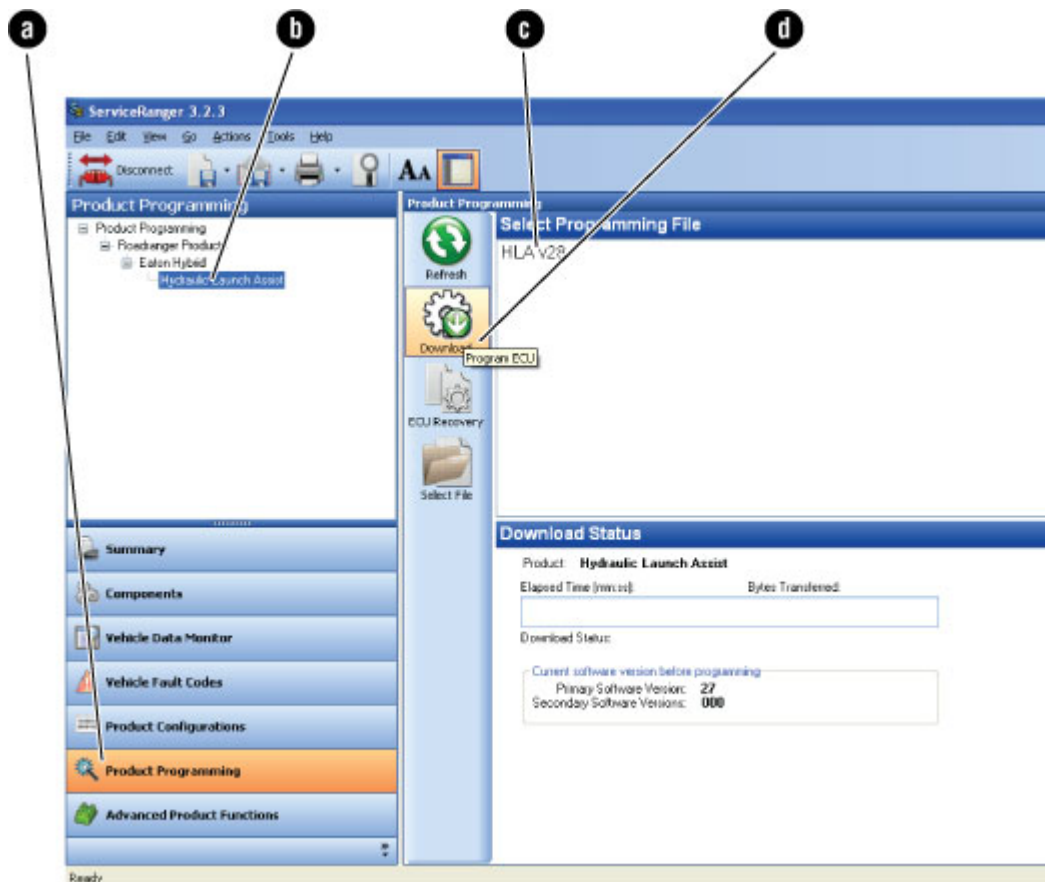 a b c d
ServiceRanger 3.2.3
File Edit View Go Actions Tools Help
Disconnect AA
Product Programming
Product Programming
Roadranger Product
Eaton Hybrid
Hydraulic Launch Assist
Summary
Components
Vehicle Data Monitor
Vehicle Fault Codes
Product Configurations
Product Programming
Advanced Product Functions
Ready
Product Programming
Refresh
Download
Program ECU
ECU Recovery
Select File
Select Programming File
HLA v28
Download Status
Product: Hydraulic Launch Assist
Elapsed Time [mm:ss]: Bytes Transferred:
Download Status:
Current software version before programming
Primary Software Version: 27
Secondary Software Versions: 000